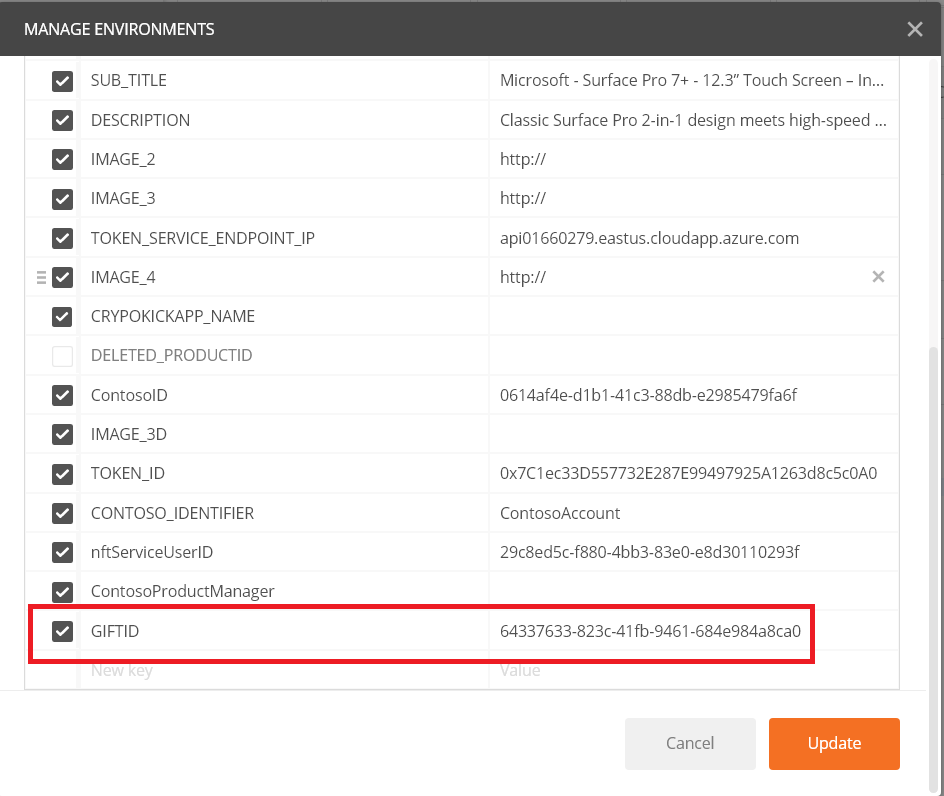 MANAGE ENVIRONMENTS
SUB_TITLE Microsoft - Surface Pro 7+ - 12.3” Touch Screen – In...
DESCRIPTION Classic Surface Pro 2-in-1 design meets high-speed ...
IMAGE_2 http://
IMAGE_3 http://
TOKEN_SERVICE_ENDPOINT_IP api01660279.eastus.cloudapp.azure.com
IMAGE_4 http://
CRYPOKICKAPP_NAME
DELETED_PRODUCTID
ContosoID 0614af4e-d1b1-41c3-88db-e2985479fa6f
IMAGE_3D
TOKEN_ID 0x7C1ec33D557732E287E99497925A1263d8c5c0A0
CONTOSO_IDENTIFIER ContosoAccount
nftServiceUserID 29c8ed5c-f880-4bb3-83e0-e8d30110293f
ContosoProductManager
GIFTID 64337633-823c-41fb-9461-684e984a8ca0
New key Value
Cancel Update